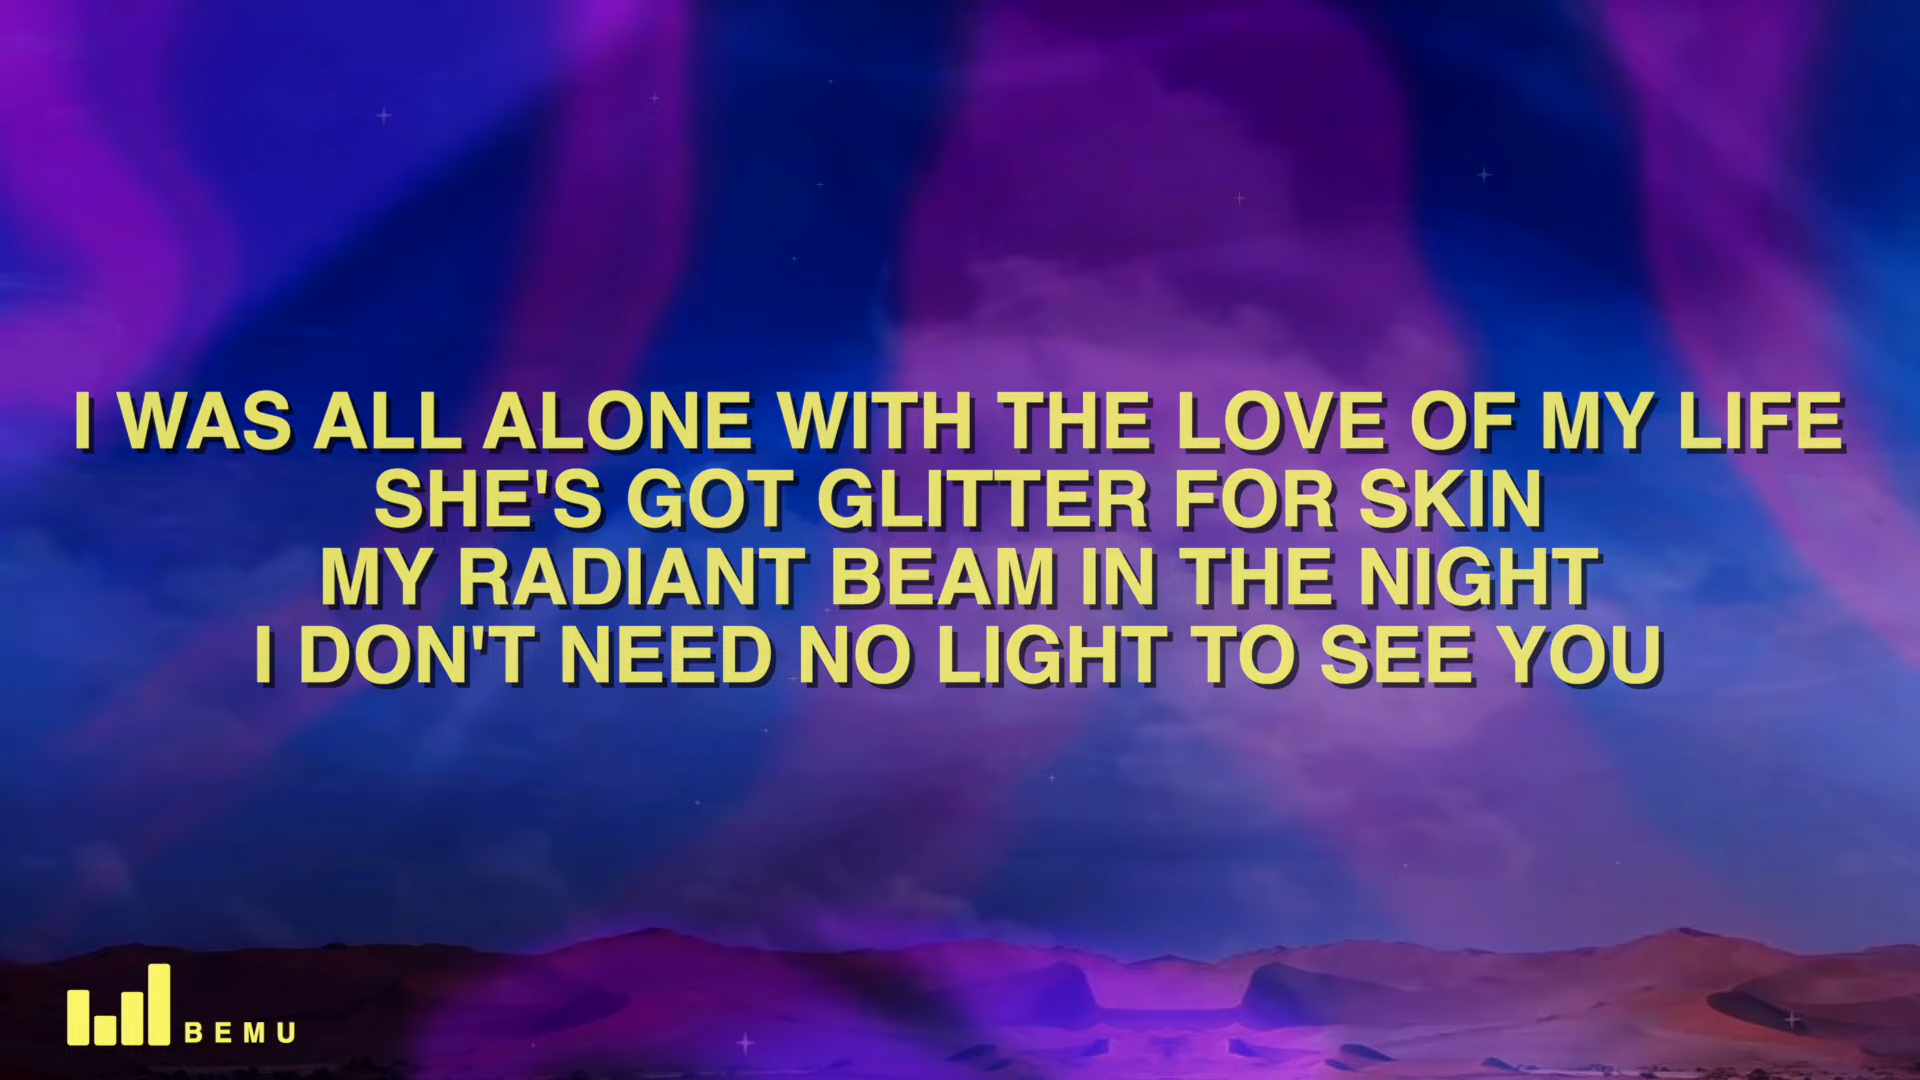 I WAS ALL ALONE WITH THE LOVE OF MY LIFE
SHE'S GOT GLITTER FOR SKIN
MY RADIANT BEAM IN THE NIGHT
I DON'T NEED NO LIGHT TO SEE YOU
BEMU